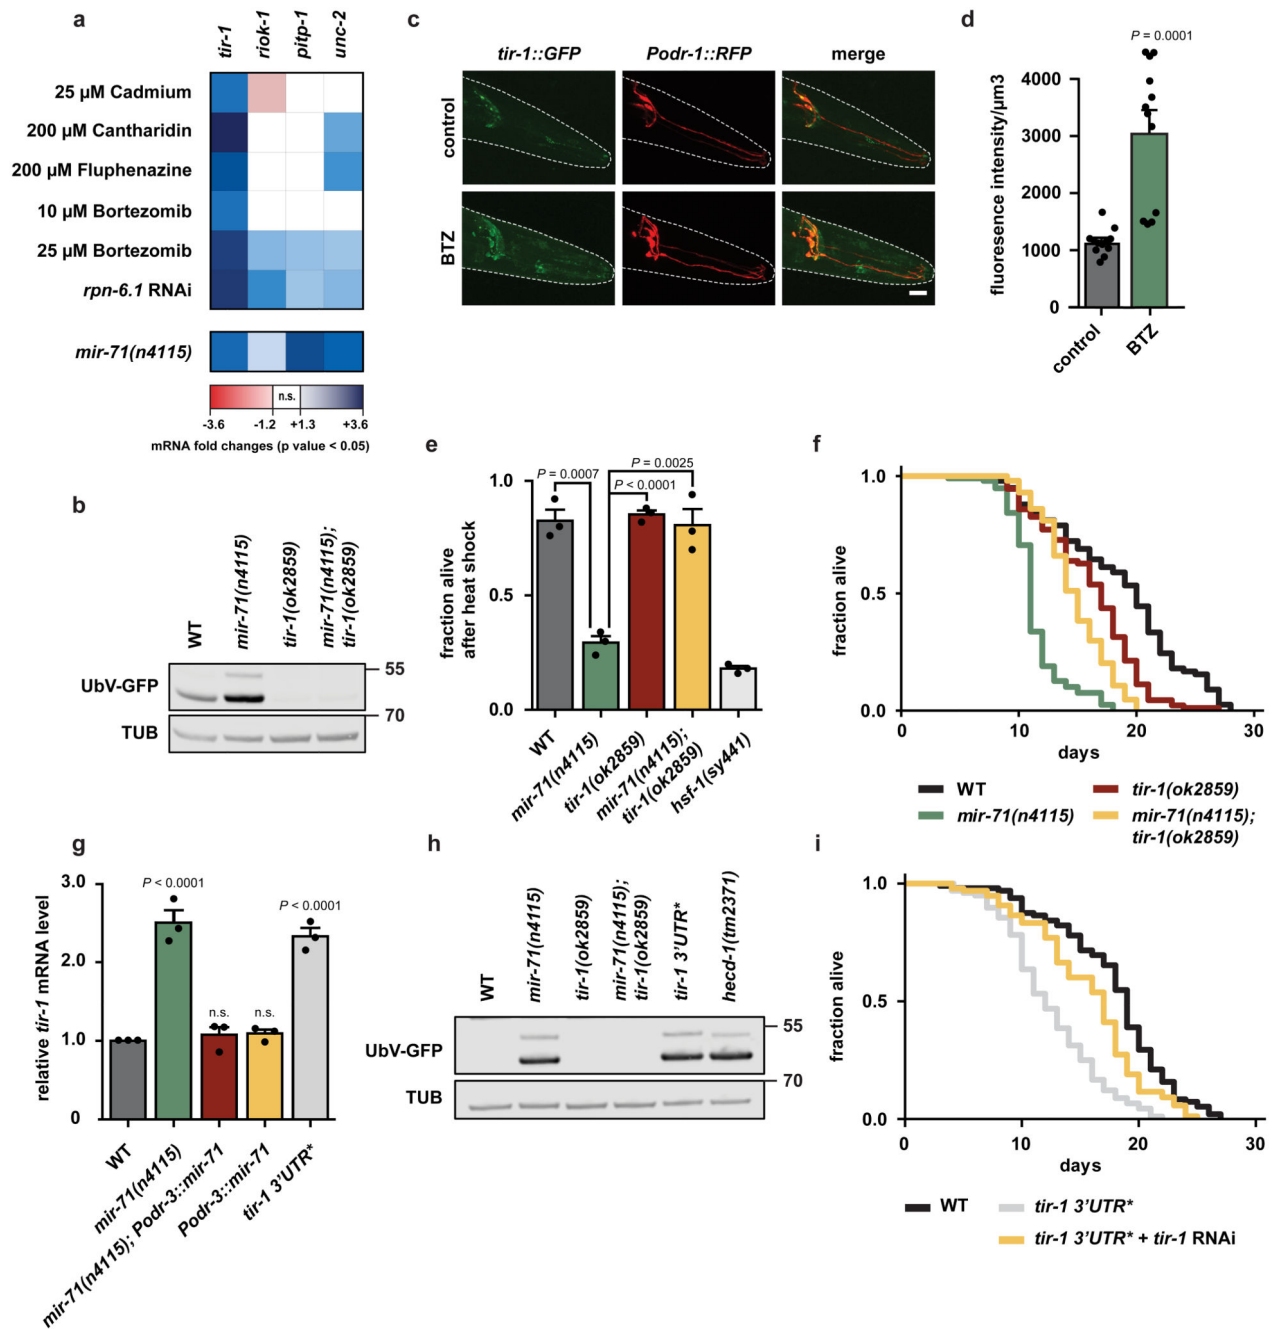 a
tir-1
riok-1
pitp-1
unc-2
25 µM Cadmium
200 µM Cantharidin
200 µM Fluphenazine
10 µM Bortezomib
25 µM Bortezomib
rpn-6.1 RNAi
mir-71(n4115)
n.s.
-3.6
-1.2
+1.3
+3.6
mRNA fold changes (p value < 0.05)
b
WT
mir-71(n4115)
tir-1(ok2859)
mir-71(n4115);
tir-1(ok2859)
UbV-GFP
TUB
55
70
c
tir-1::GFP
Podr-1::RFP
merge
control
BTZ
d
P = 0.0001
fluoresence intensity/µm3
4000
3000
2000
1000
0
control
BTZ
e
fraction alive
after heat shock
1.0
0.5
0.0
P = 0.0007
P = 0.0025
P < 0.0001
WT
mir-71(n4115)
tir-1(ok2859)
mir-71(n4115);
tir-1(ok2859)
hsf-1(sy441)
f
fraction alive
1.0
0.5
0.0
0
10
20
30
days
WT
mir-71(n4115)
tir-1(ok2859)
mir-71(n4115);
tir-1(ok2859)
g
relative tir-1 mRNA level
3.0
2.0
1.0
0
P < 0.0001
n.s.
n.s.
P < 0.0001
WT
mir-71(n4115)
mir-71(n4115); Podr-3::mir-71
Podr-3::mir-71
tir-1 3'UTR*
h
WT
mir-71(n4115)
tir-1(ok2859)
mir-71(n4115);
tir-1(ok2859)
tir-1 3'UTR*
hecd-1(tm2371)
UbV-GFP
TUB
55
70
i
fraction alive
1.0
0.5
0.0
0
10
20
30
days
WT
tir-1 3'UTR*
tir-1 3'UTR* + tir-1 RNAi